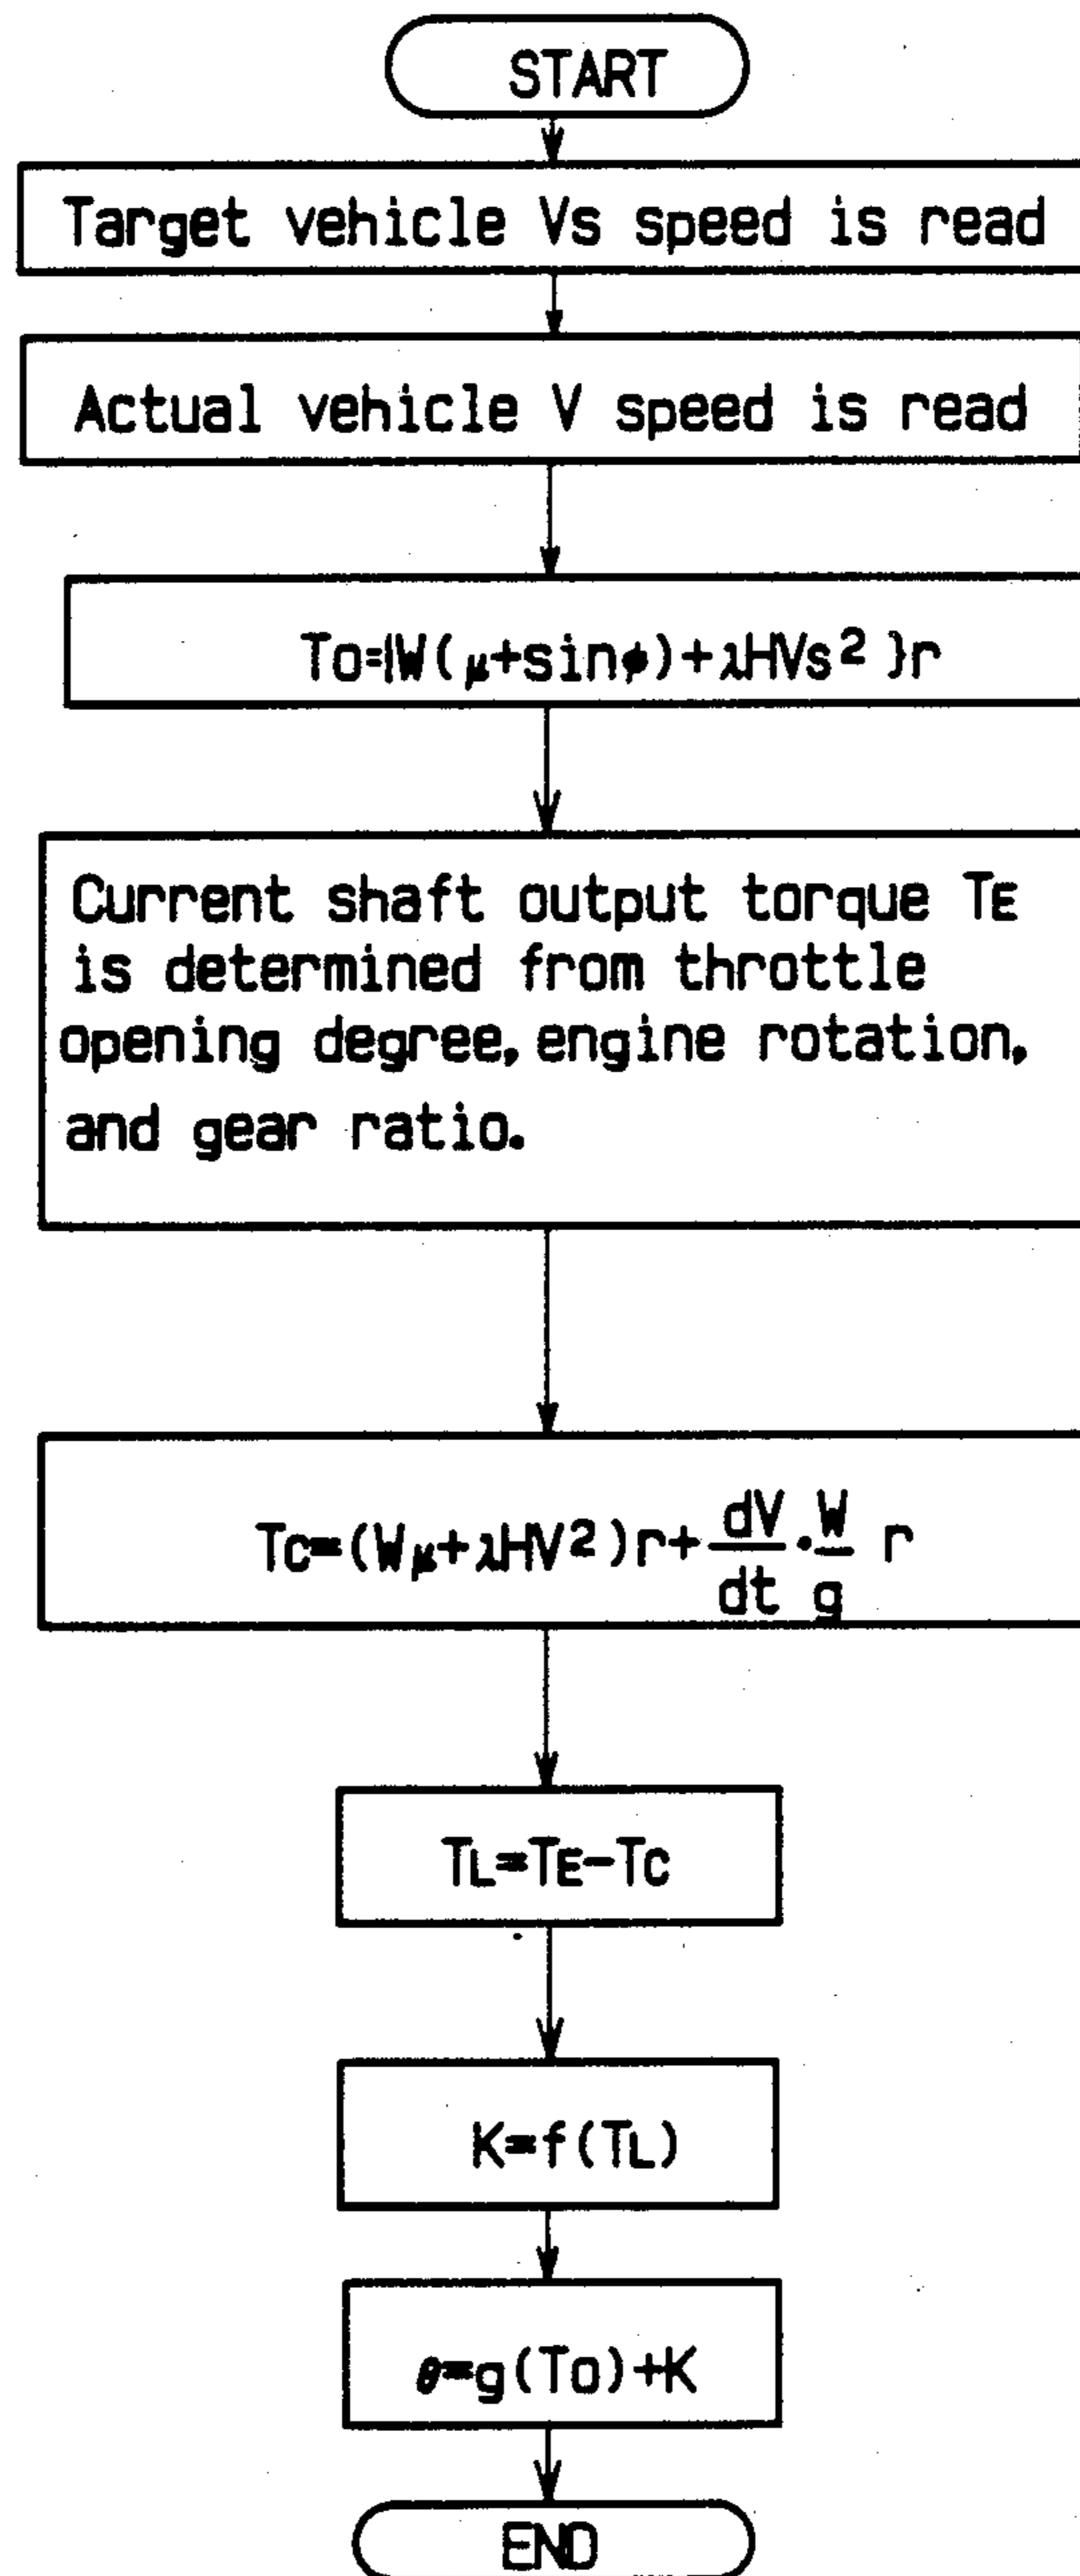 START
Target vehicle Vs speed is read
Actual vehicle V speed is read
To={W(μ+sinφ)+λHVs²}r
Current shaft output torque TE
is determined from throttle
opening degree, engine rotation,
and gear ratio.
Tc=(Wμ+λHV²)r+dV/dt·W/g r
TL=TE-Tc
K=f(TL)
θ=g(To)+K
END